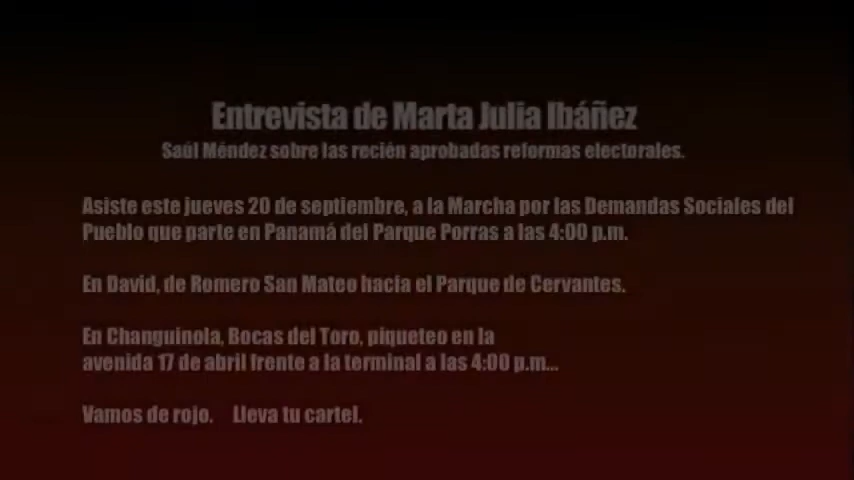 Entrevista de Marta Julia Ibáñez
Saúl Méndez sobre las recién aprobadas reformas electorales.
Asiste este jueves 20 de septiembre, a la Marcha por las Demandas Sociales del
Pueblo que parte en Panamá del Parque Porras a las 4:00 p.m.
En David, de Romero San Mateo hacia el Parque de Cervantes.
En Changuinola, Bocas del Toro, piqueteo en la
avenida 17 de abril frente a la terminal a las 4:00 p.m...
Vamos de rojo. Lleva tu cartel.